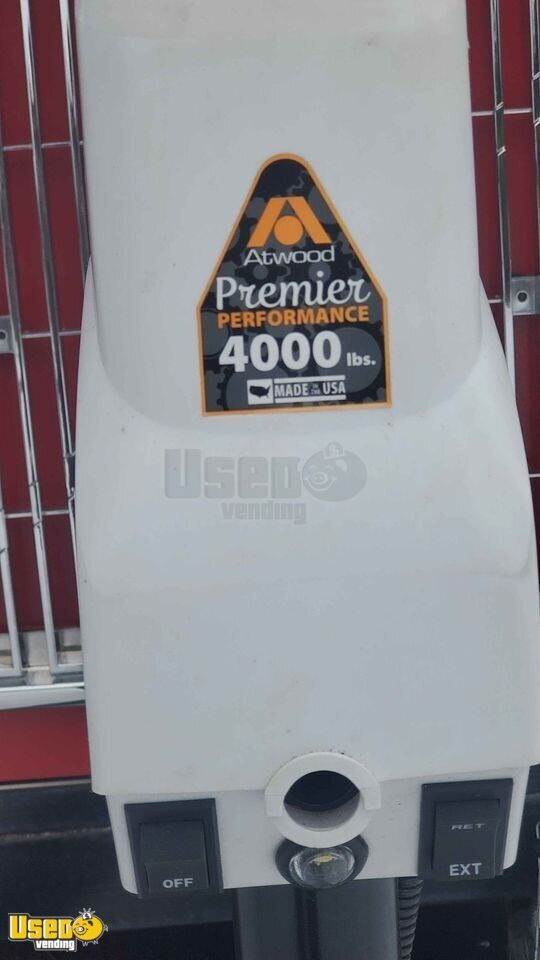 Atwood
Premier
PERFORMANCE
4000 lbs.
MADE IN THE USA
USED
vending
OFF
RET
EXT
USED
vending